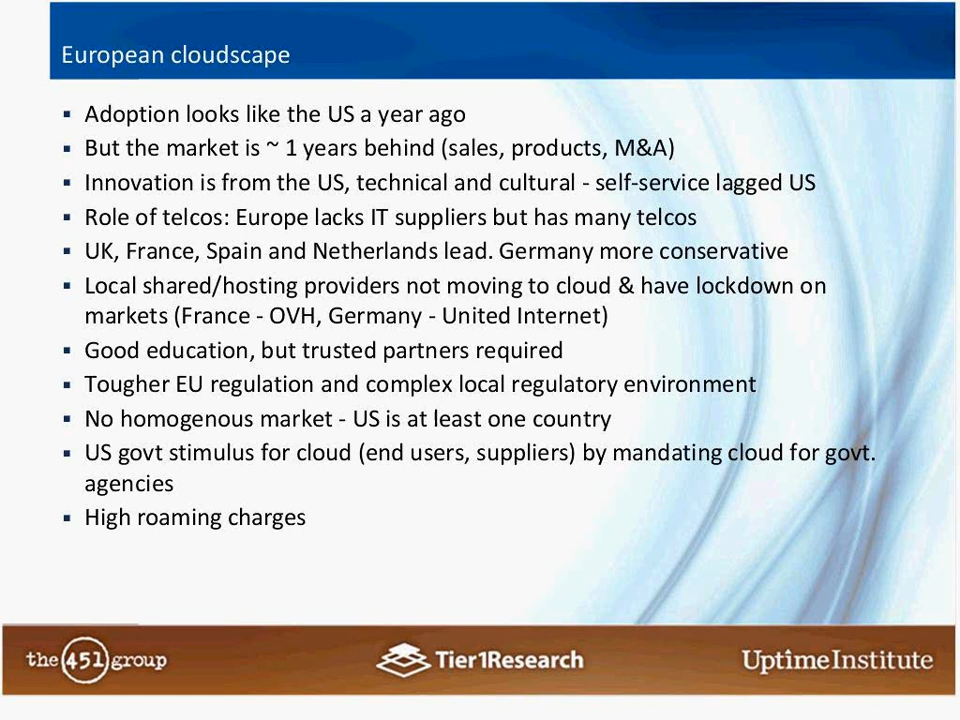 European cloudscape
▪ Adoption looks like the US a year ago
▪ But the market is ~ 1 years behind (sales, products, M&A)
▪ Innovation is from the US, technical and cultural - self-service lagged US
▪ Role of telcos: Europe lacks IT suppliers but has many telcos
▪ UK, France, Spain and Netherlands lead. Germany more conservative
▪ Local shared/hosting providers not moving to cloud & have lockdown on
markets (France - OVH, Germany - United Internet)
▪ Good education, but trusted partners required
▪ Tougher EU regulation and complex local regulatory environment
▪ No homogenous market - US is at least one country
▪ US govt stimulus for cloud (end users, suppliers) by mandating cloud for govt.
agencies
▪ High roaming charges
the 451 group
Tier1Research
UptimeInstitute